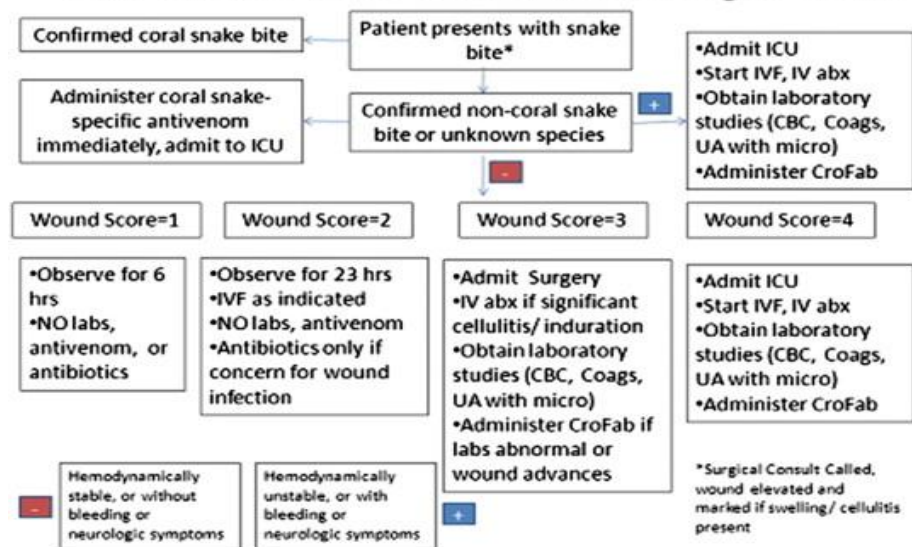 Confirmed coral snake bite
Patient presents with snake
bite*
•Admit ICU
•Start IVF, IV abx
•Obtain laboratory
studies (CBC, Coags,
UA with micro)
•Administer CroFab
Administer coral snake-
specific antivenom
immediately, admit to ICU
Confirmed non-coral snake
bite or unknown species
+
-
Wound Score=1
Wound Score=2
Wound Score=3
Wound Score=4
•Observe for 6
hrs
•NO labs,
antivenom, or
antibiotics
•Observe for 23 hrs
•IVF as indicated
•NO labs, antivenom
•Antibiotics only if
concern for wound
infection
•Admit Surgery
•IV abx if significant
cellulitis/ induration
•Obtain laboratory
studies (CBC, Coags,
UA with micro)
•Administer CroFab if
labs abnormal or
wound advances
•Admit ICU
•Start IVF, IV abx
•Obtain laboratory
studies (CBC, Coags,
UA with micro)
•Administer CroFab
-
Hemodynamically
stable, or without
bleeding or
neurologic symptoms
Hemodynamically
unstable, or with
bleeding or
neurologic symptoms
+
*Surgical Consult Called,
wound elevated and
marked if swelling/ cellulitis
present